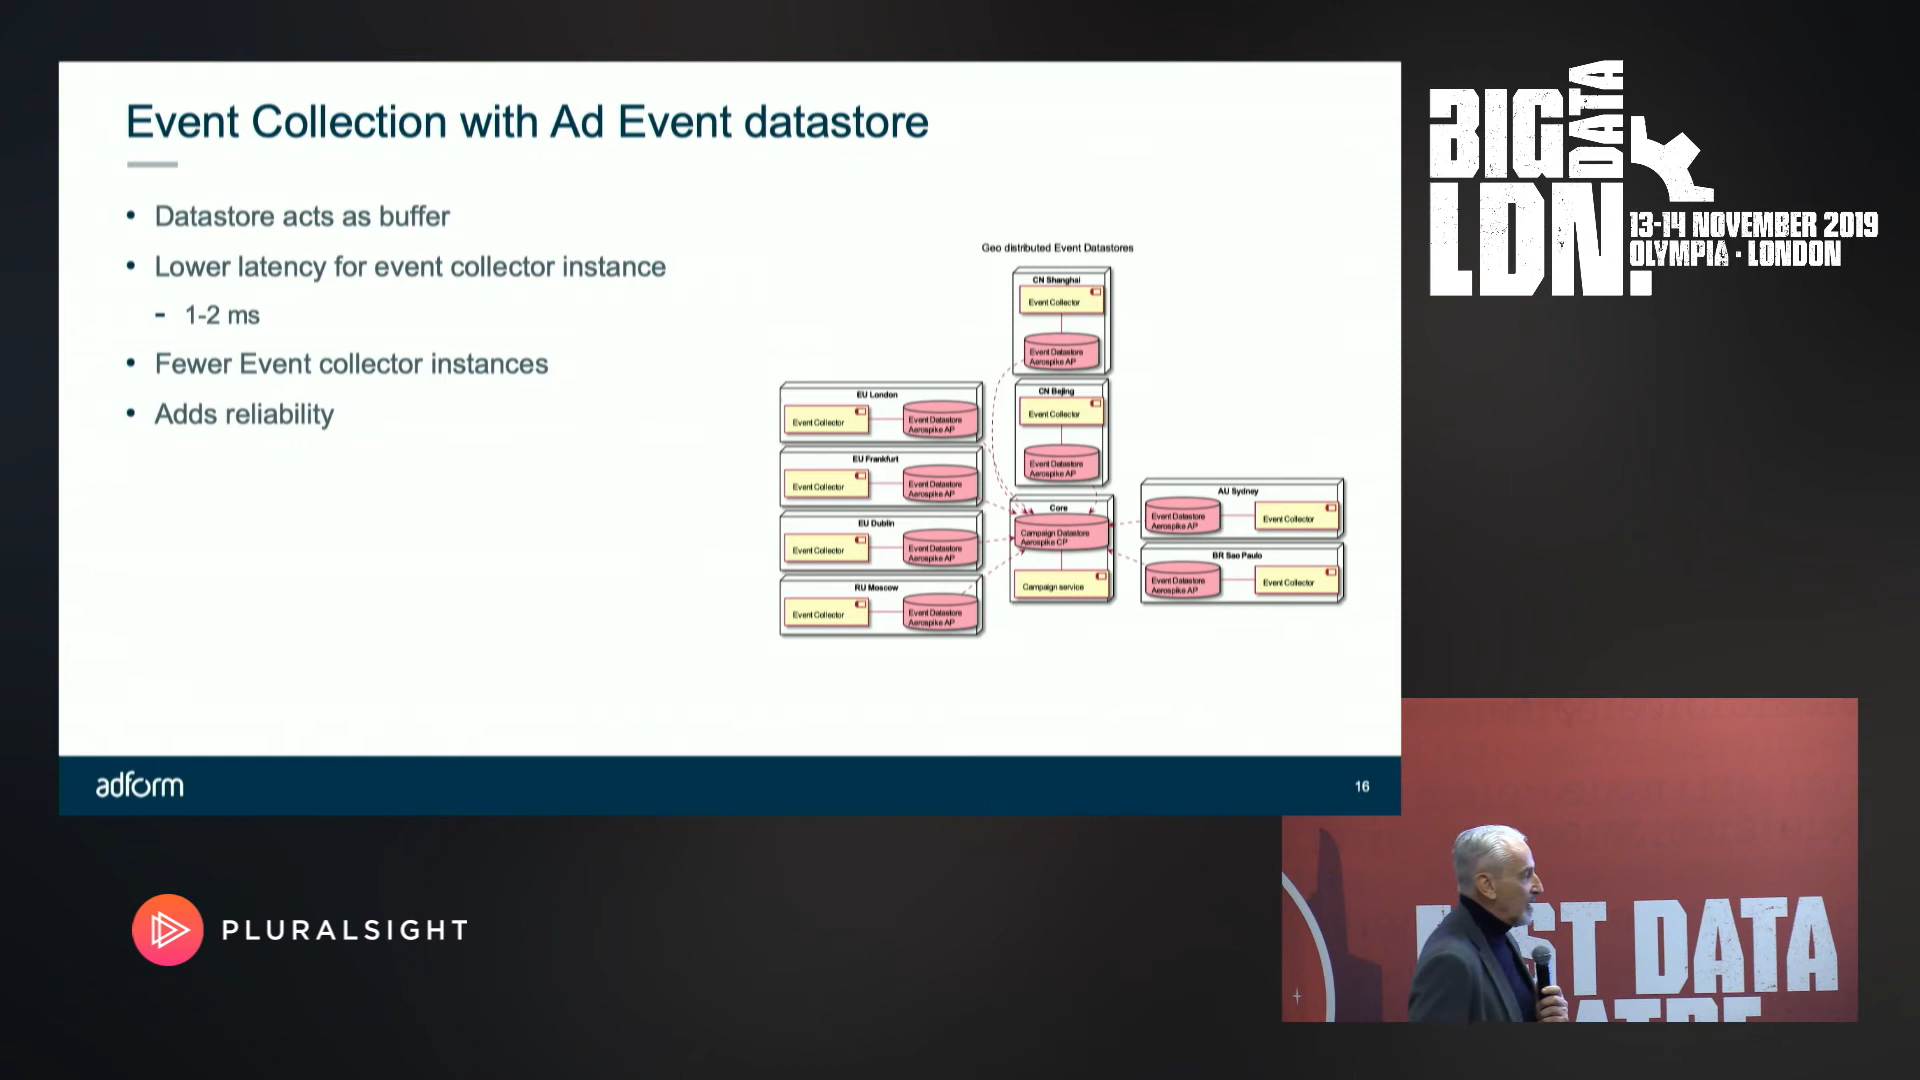 Event Collection with Ad Event datastore
• Datastore acts as buffer
• Lower latency for event collector instance
- 1-2 ms
• Fewer Event collector instances
• Adds reliability
Geo distributed Event Datastores
CN Shanghai
Event Collector
Event Datastore
Aerospike AP
CN Bejing
Event Collector
Event Datastore
Aerospike AP
EU London
Event Collector
Event Datastore
Aerospike AP
EU Frankfurt
Event Collector
Event Datastore
Aerospike AP
EU Dublin
Event Collector
Event Datastore
Aerospike AP
RU Moscow
Event Collector
Event Datastore
Aerospike AP
Core
Campaign Datastore
Aerospike CP
Campaign service
AU Sydney
Event Datastore
Aerospike AP
Event Collector
BR Sao Paulo
Event Datastore
Aerospike AP
Event Collector
adform
16
BIG
DATA
LDN.
13-14 NOVEMBER 2019
OLYMPIA · LONDON
PLURALSIGHT
DATA